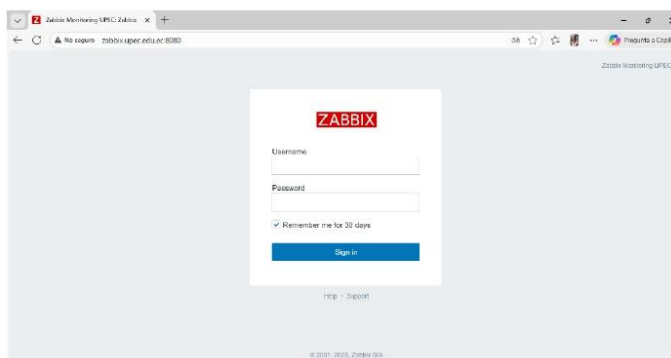 Zabbix Monitoring UPEC: Zabbix
No seguro zabbix.upec.edu.ec:8080
Pregunta a Copil
Zabbix Monitoring UPEC
ZABBIX
Username
Password
Remember me for 30 days
Sign in
Help • Support
© 2001–2025, Zabbix SIA